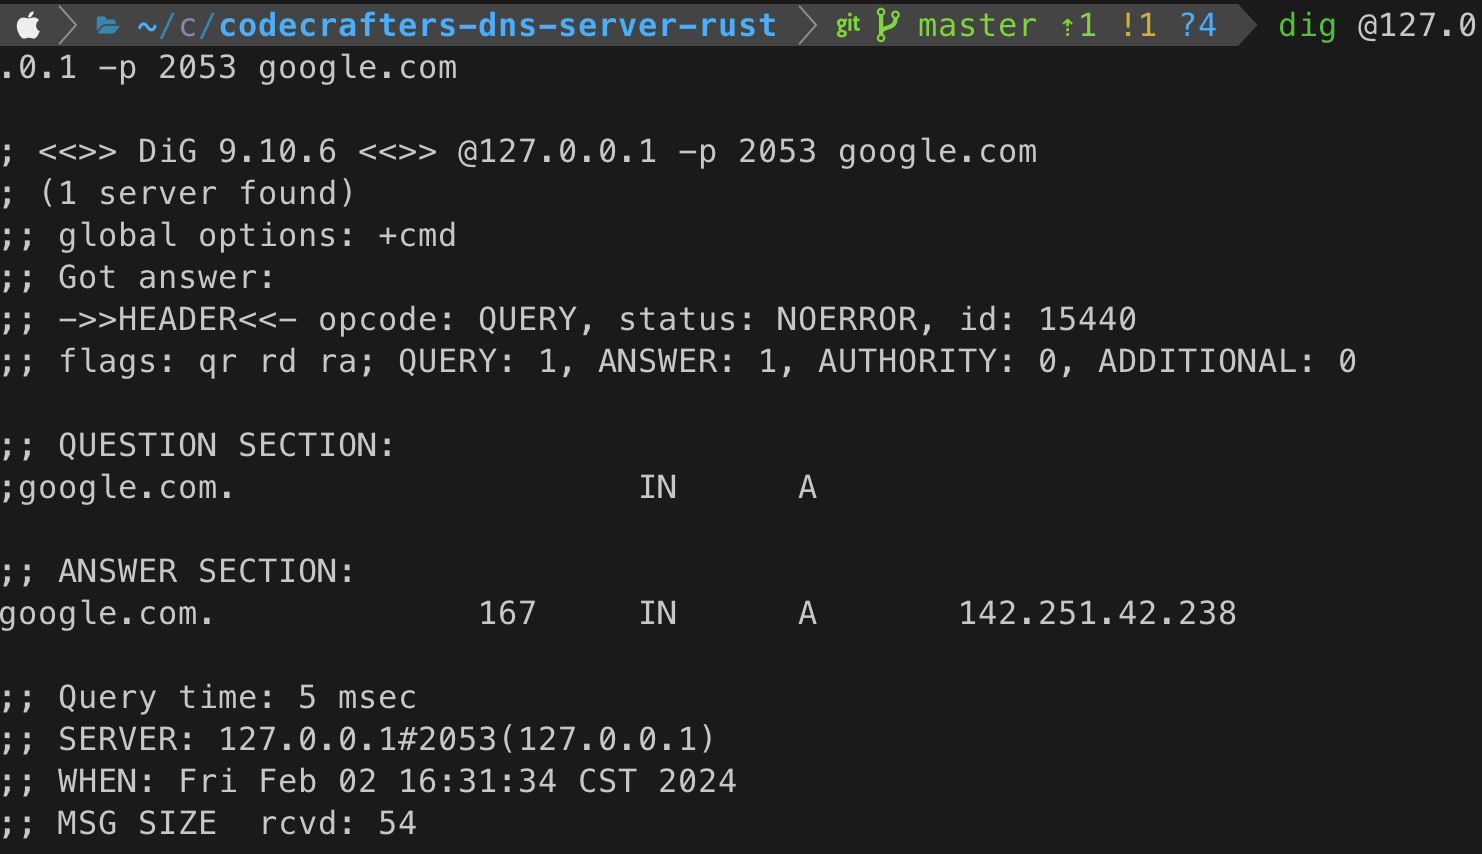 ~/c/codecrafters-dns-server-rust git master ⇡1 !1 ?4 dig @127.0
.0.1 -p 2053 google.com
; <<>> DiG 9.10.6 <<>> @127.0.0.1 -p 2053 google.com
; (1 server found)
;; global options: +cmd
;; Got answer:
;; ->>HEADER<<- opcode: QUERY, status: NOERROR, id: 15440
;; flags: qr rd ra; QUERY: 1, ANSWER: 1, AUTHORITY: 0, ADDITIONAL: 0
;; QUESTION SECTION:
;google.com. IN A
;; ANSWER SECTION:
google.com. 167 IN A 142.251.42.238
;; Query time: 5 msec
;; SERVER: 127.0.0.1#2053(127.0.0.1)
;; WHEN: Fri Feb 02 16:31:34 CST 2024
;; MSG SIZE  rcvd: 54